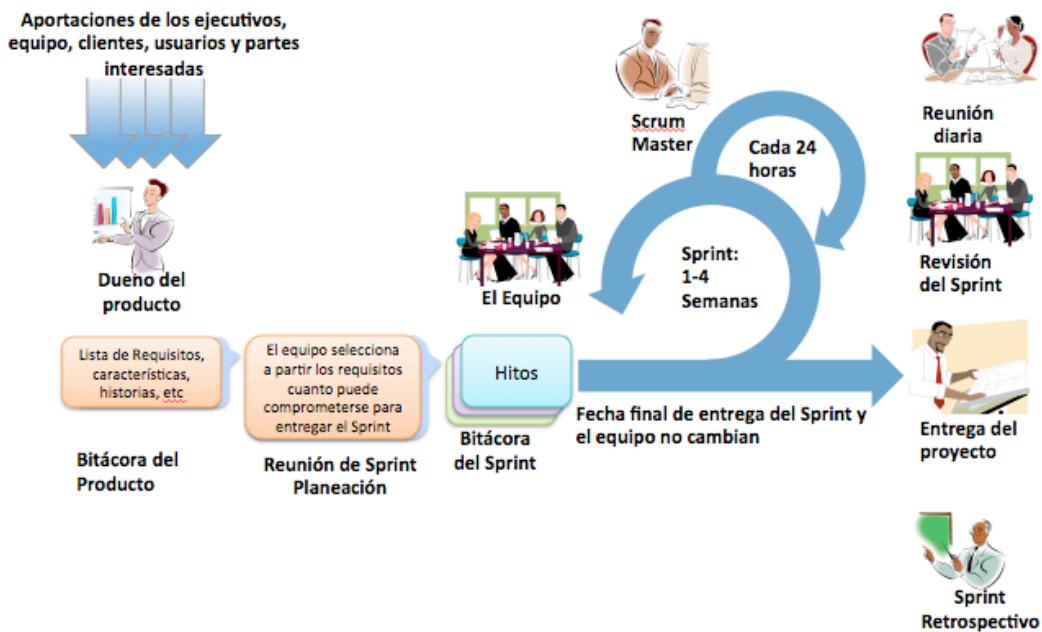 Aportaciones de los ejecutivos,
equipo, clientes, usuarios y partes
interesadas
Dueño del
producto
Lista de Requisitos,
características,
historias, etc
Bitácora del
Producto
El equipo selecciona
a partir los requisitos
cuanto puede
comprometerse para
entregar el Sprint
Reunión de Sprint
Planeación
El Equipo
Hitos
Bitácora
del Sprint
Scrum
Master
Cada 24
horas
Sprint:
1-4
Semanas
Fecha final de entrega del Sprint y
el equipo no cambian
Reunión
diaria
Revisión
del Sprint
Entrega del
proyecto
Sprint
Retrospectivo